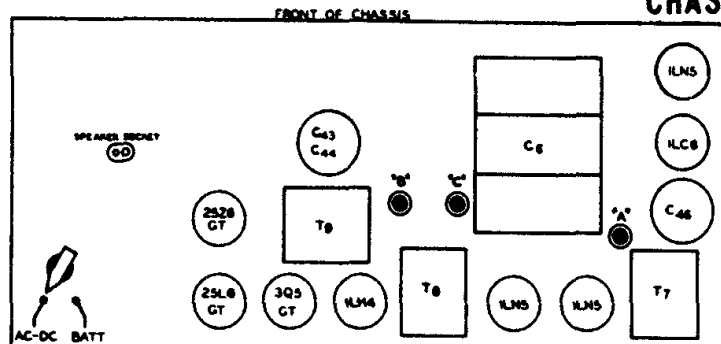 CHAS
FRONT OF CHASSIS
1LN5
SPEAKER SOCKET
C43
C44
C5
1LC6
"B"
"C"
"A"
C46
25Z6
GT
T9
T8
T7
25L6
GT
3Q5
GT
1LH4
1LN5
1LN5
AC-DC BATT